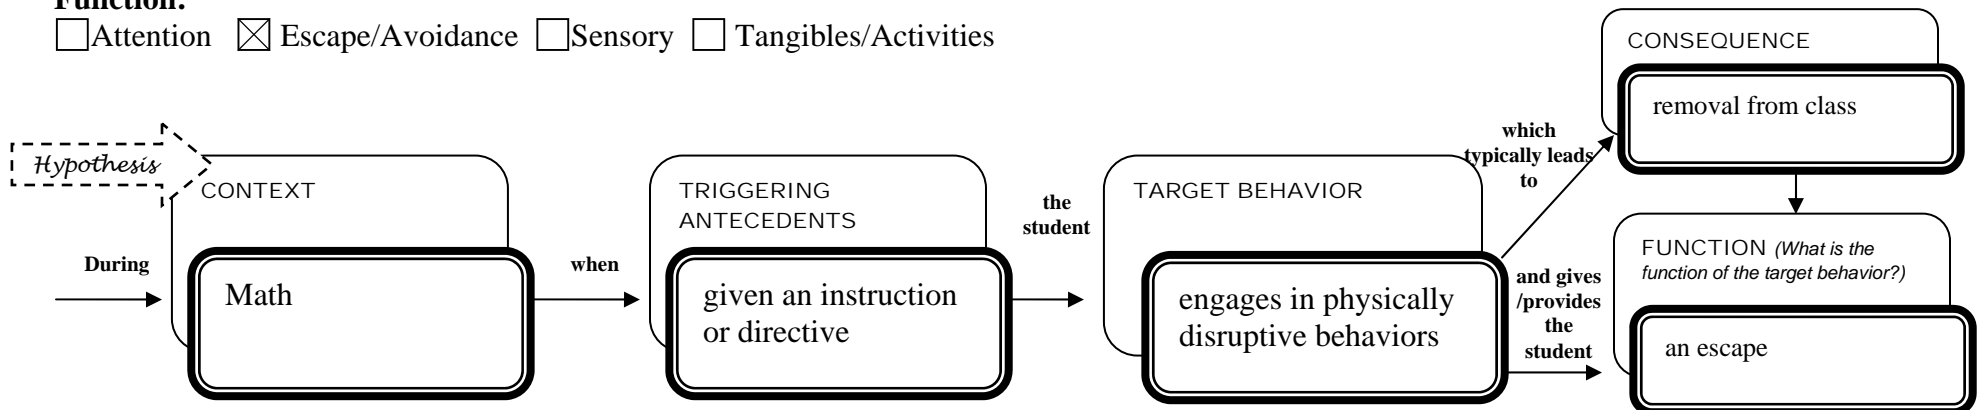 Function:
Attention Escape/Avoidance Sensory Tangibles/Activities
Hypothesis
During
CONTEXT
Math
when
TRIGGERING
ANTECEDENTS
given an instruction
or directive
the
student
TARGET BEHAVIOR
engages in physically
disruptive behaviors
which
typically leads
to
CONSEQUENCE
removal from class
and gives
/provides
the
student
FUNCTION (What is the
function of the target behavior?)
an escape